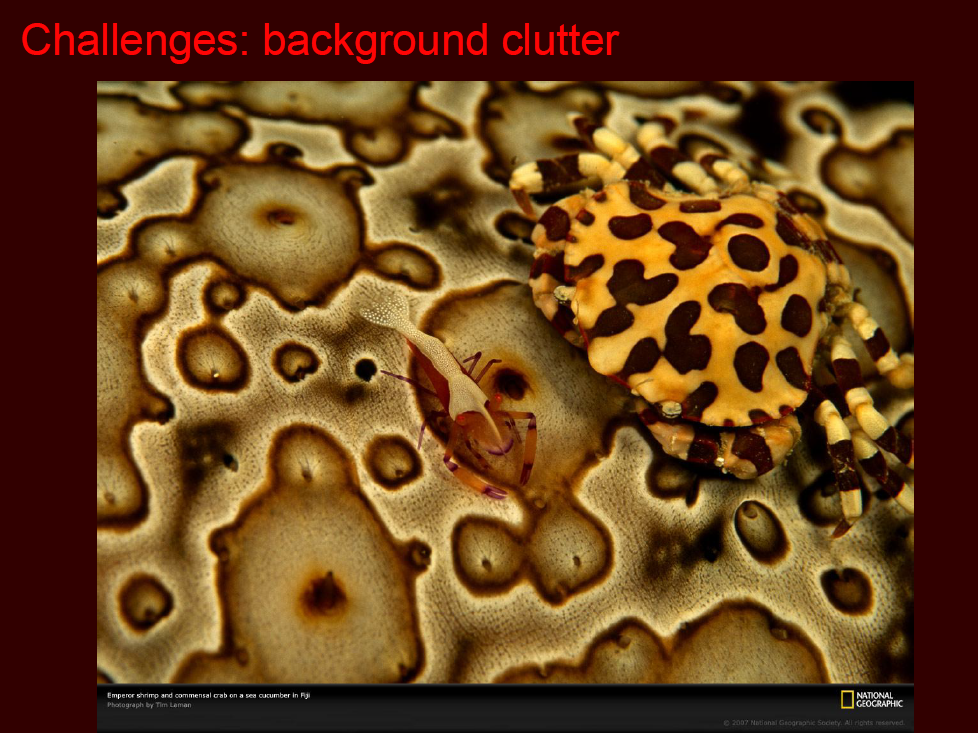 Challenges: background clutter
Emperor shrimp and commensal crab on a sea cucumber in Fiji
Photograph by Tim Laman
NATIONAL
GEOGRAPHIC
© 2007 National Geographic Society. All rights reserved.